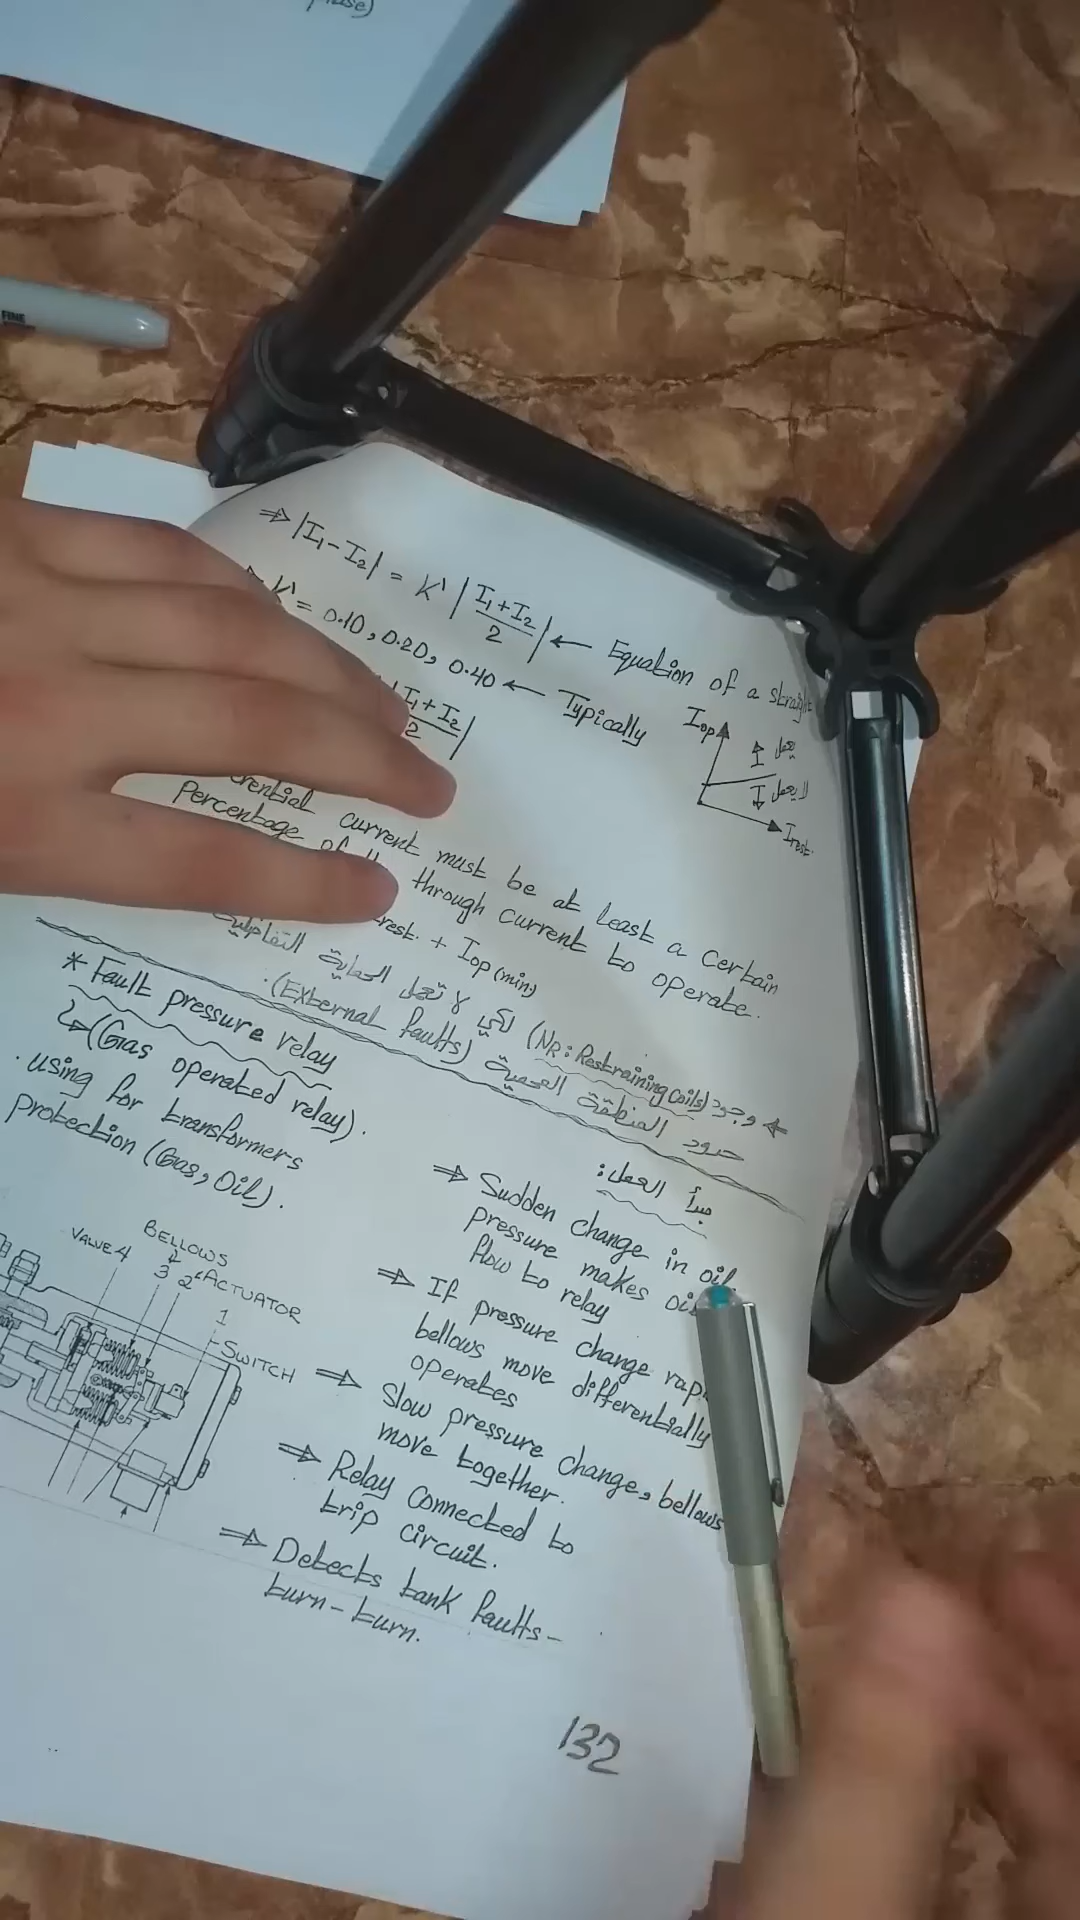 FINE
⇒ |I₁-I₂| = K' |(I₁+I₂)/2| ← Equation of a straight
K' = 0.10, 0.20, 0.40 ← Typically
|(I₁+I₂)/2|
Iop
يعمل
لا يعمل
Irest.
current must be at least a certain
percentage of the through current to operate.
rest. + Iop(min)
⇐ وجود (NR: Restraining coils) لكي لا تعمل الحماية التفاضلية
حدود المنطقة المحمية (External faults).
* Fault pressure relay
↳ (Gas operated relay).
. using for transformers
protection (Gas, Oil).
مبدأ العمل:
⇒ Sudden change in oil
pressure makes
flow to relay
⇒ If pressure change
bellows move differentially
operates
⇒ Slow pressure change, bellows
move together.
⇒ Relay connected to
trip circuit.
⇒ Detects tank faults-
turn-turn.
VALVE 4
BELLOWS
3 2 ACTUATOR
1
-SWITCH
132